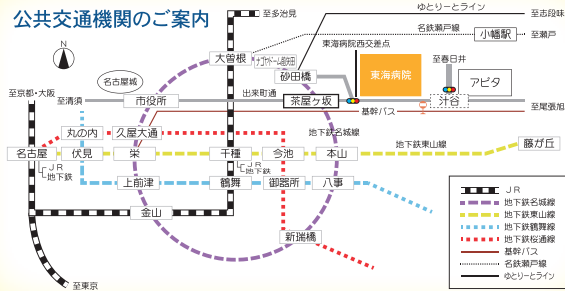 公共交通機関のご案内
至多治見
ゆとりーとライン
至志段味
名鉄瀬戸線
小幡駅
至瀬戸
N
大曽根
ナゴヤドーム前矢田
東海病院西交差点
砂田橋
東海病院
至春日井
アピタ
名古屋城
至京都・大阪
至清須
市役所
出来町通
茶屋ヶ坂
汁谷
至尾張旭
基幹バス
丸の内
久屋大通
地下鉄名城線
地下鉄東山線
藤が丘
名古屋
伏見
栄
千種
今池
本山
JR
地下鉄
JR
地下鉄
上前津
鶴舞
御器所
八事
金山
新瑞橋
至東京
JR
地下鉄名城線
地下鉄東山線
地下鉄鶴舞線
地下鉄桜通線
基幹バス
名鉄瀬戸線
ゆとりーとライン